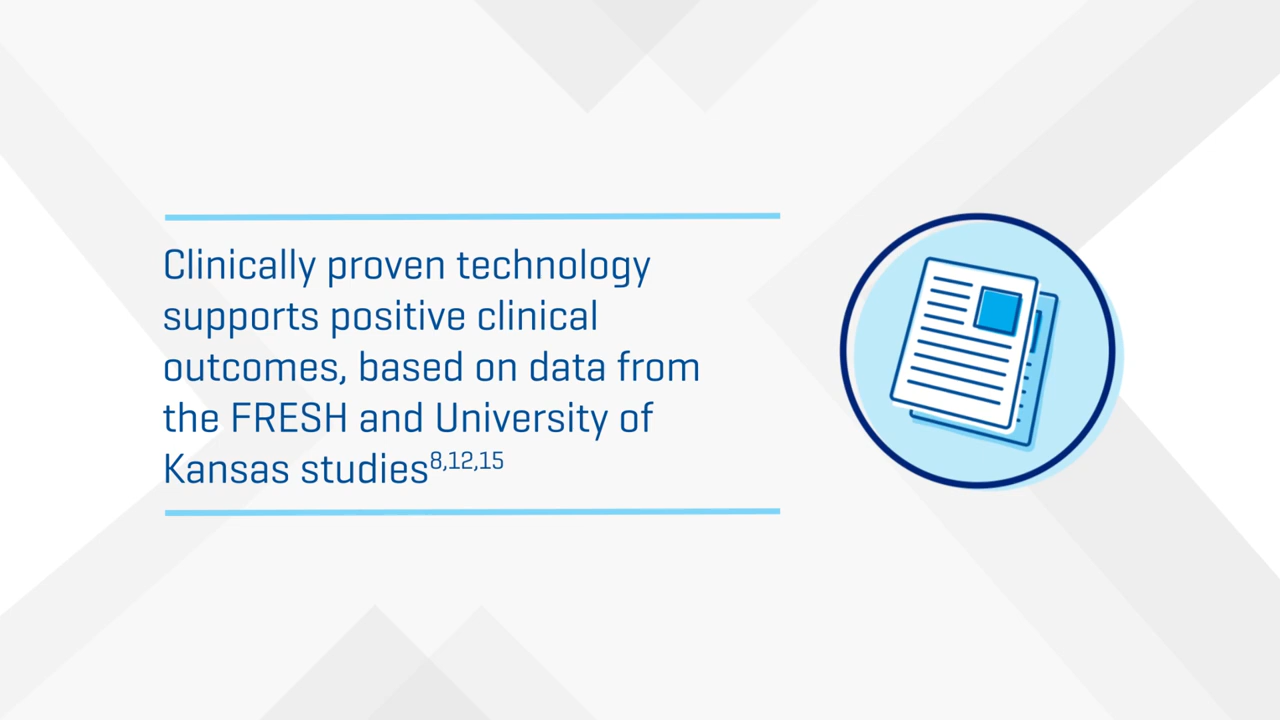 Clinically proven technology
supports positive clinical
outcomes, based on data from
the FRESH and University of
Kansas studies8,12,15